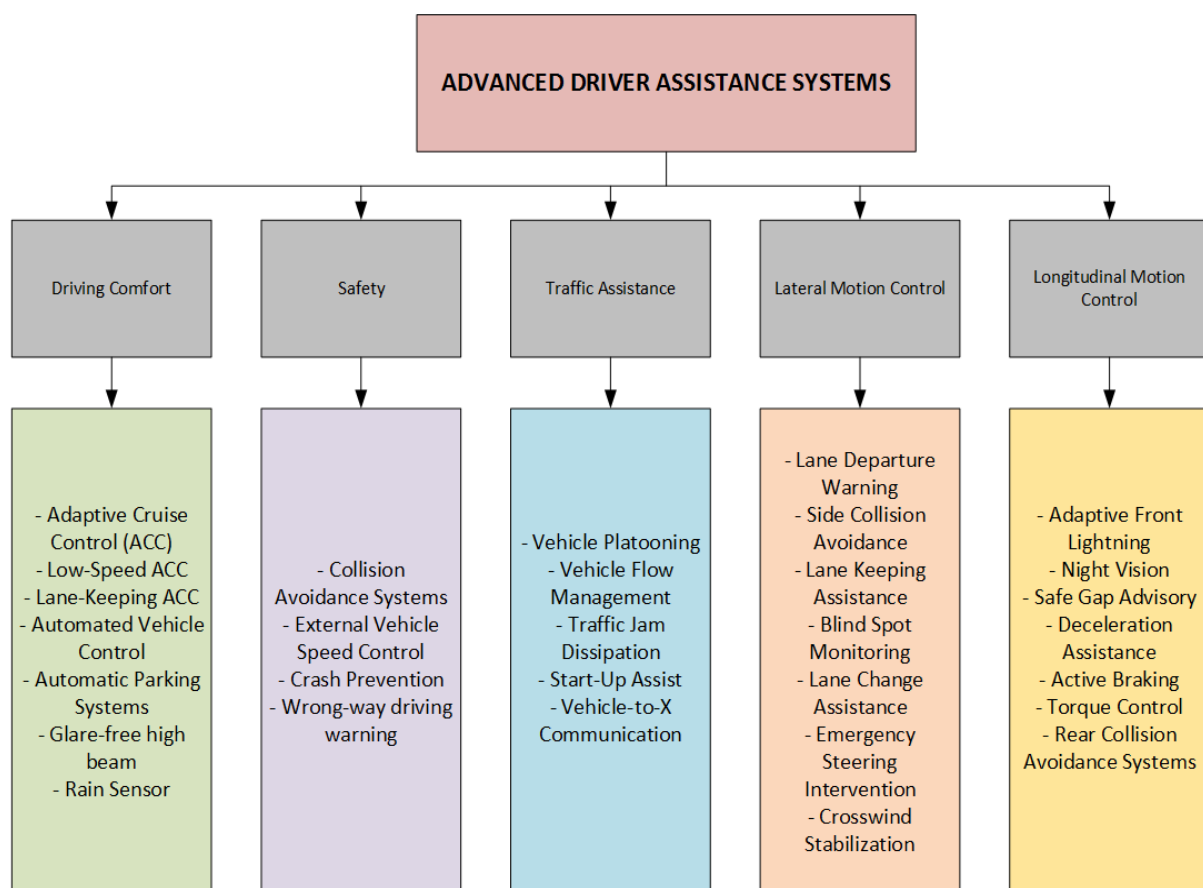 ADVANCED DRIVER ASSISTANCE SYSTEMS
Driving Comfort
Safety
Traffic Assistance
Lateral Motion Control
Longitudinal Motion
Control
- Adaptive Cruise
Control (ACC)
- Low-Speed ACC
- Lane-Keeping ACC
- Automated Vehicle
Control
- Automatic Parking
Systems
- Glare-free high
beam
- Rain Sensor
- Collision
Avoidance Systems
- External Vehicle
Speed Control
- Crash Prevention
- Wrong-way driving
warning
- Vehicle Platooning
- Vehicle Flow
Management
- Traffic Jam
Dissipation
- Start-Up Assist
- Vehicle-to-X
Communication
- Lane Departure
Warning
- Side Collision
Avoidance
- Lane Keeping
Assistance
- Blind Spot
Monitoring
- Lane Change
Assistance
- Emergency
Steering
Intervention
- Crosswind
Stabilization
- Adaptive Front
Lightning
- Night Vision
- Safe Gap Advisory
- Deceleration
Assistance
- Active Braking
- Torque Control
- Rear Collision
Avoidance Systems